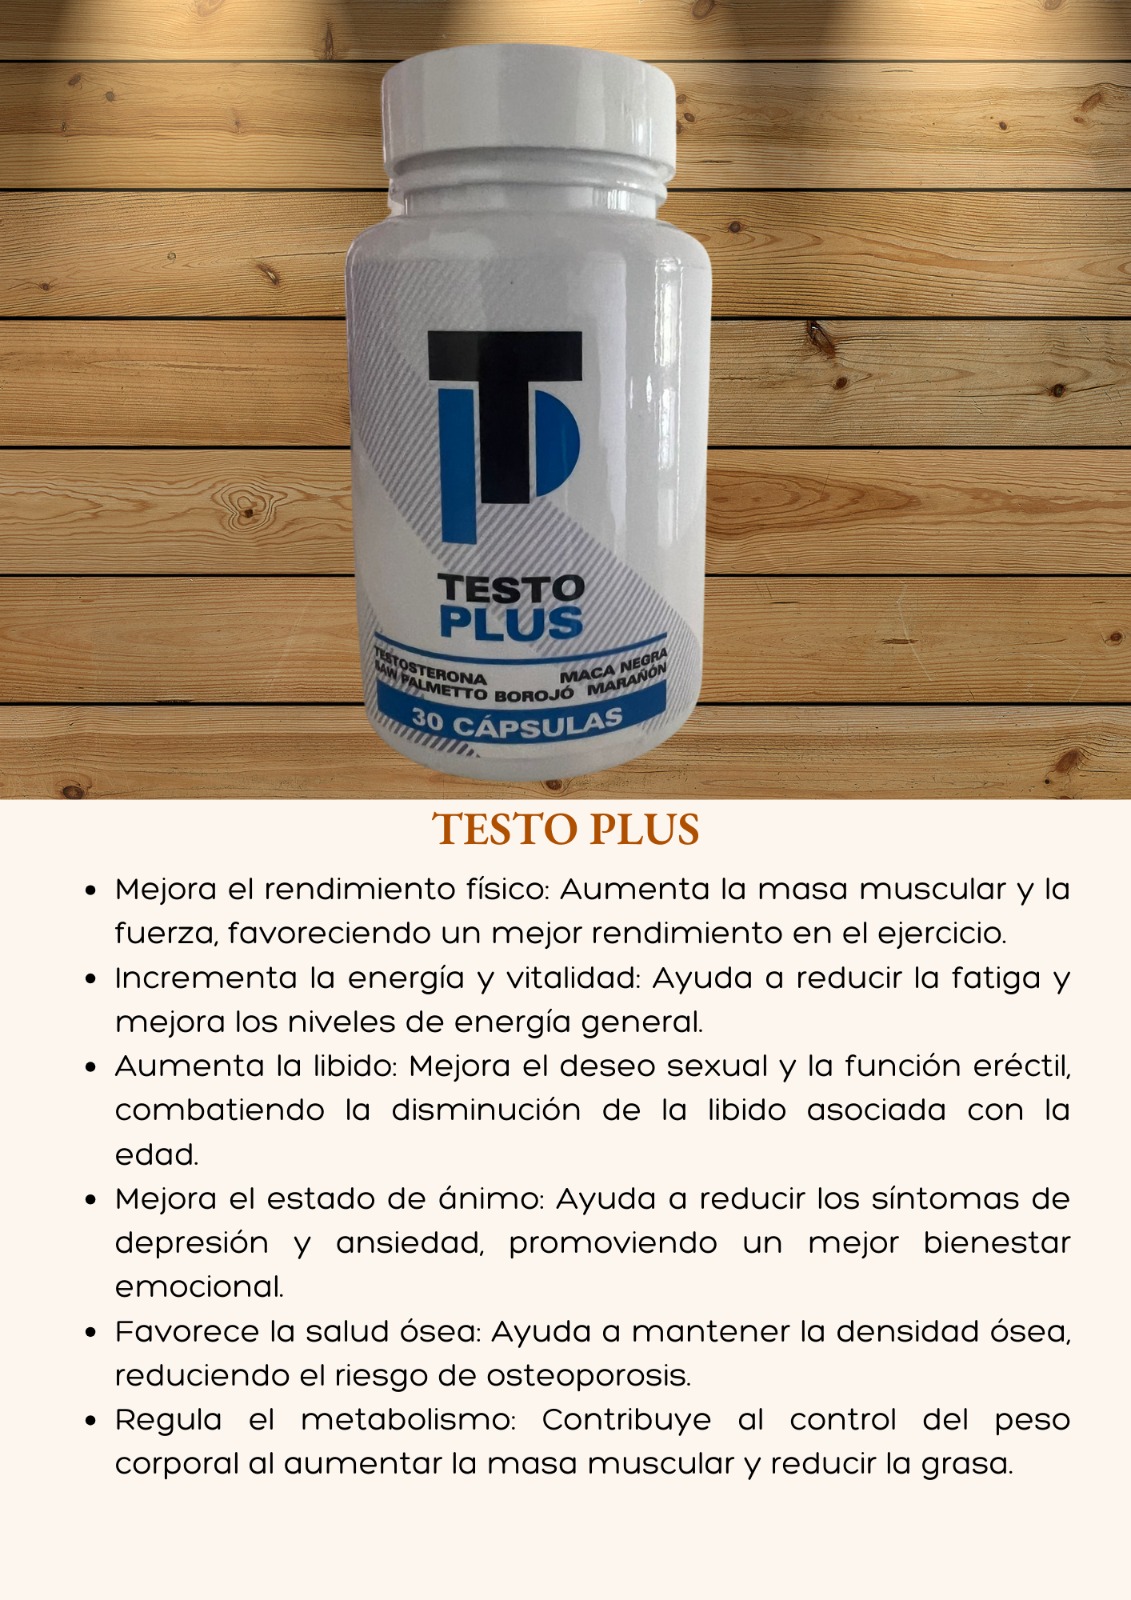 TP
TESTO
PLUS
TESTOSTERONA MACA NEGRA
SAW PALMETTO BOROJÓ MARAÑÓN
30 CÁPSULAS
TESTO PLUS
• Mejora el rendimiento físico: Aumenta la masa muscular y la
fuerza, favoreciendo un mejor rendimiento en el ejercicio.
• Incrementa la energía y vitalidad: Ayuda a reducir la fatiga y
mejora los niveles de energía general.
• Aumenta la libido: Mejora el deseo sexual y la función eréctil,
combatiendo la disminución de la libido asociada con la
edad.
• Mejora el estado de ánimo: Ayuda a reducir los síntomas de
depresión y ansiedad, promoviendo un mejor bienestar
emocional.
• Favorece la salud ósea: Ayuda a mantener la densidad ósea,
reduciendo el riesgo de osteoporosis.
• Regula el metabolismo: Contribuye al control del peso
corporal al aumentar la masa muscular y reducir la grasa.